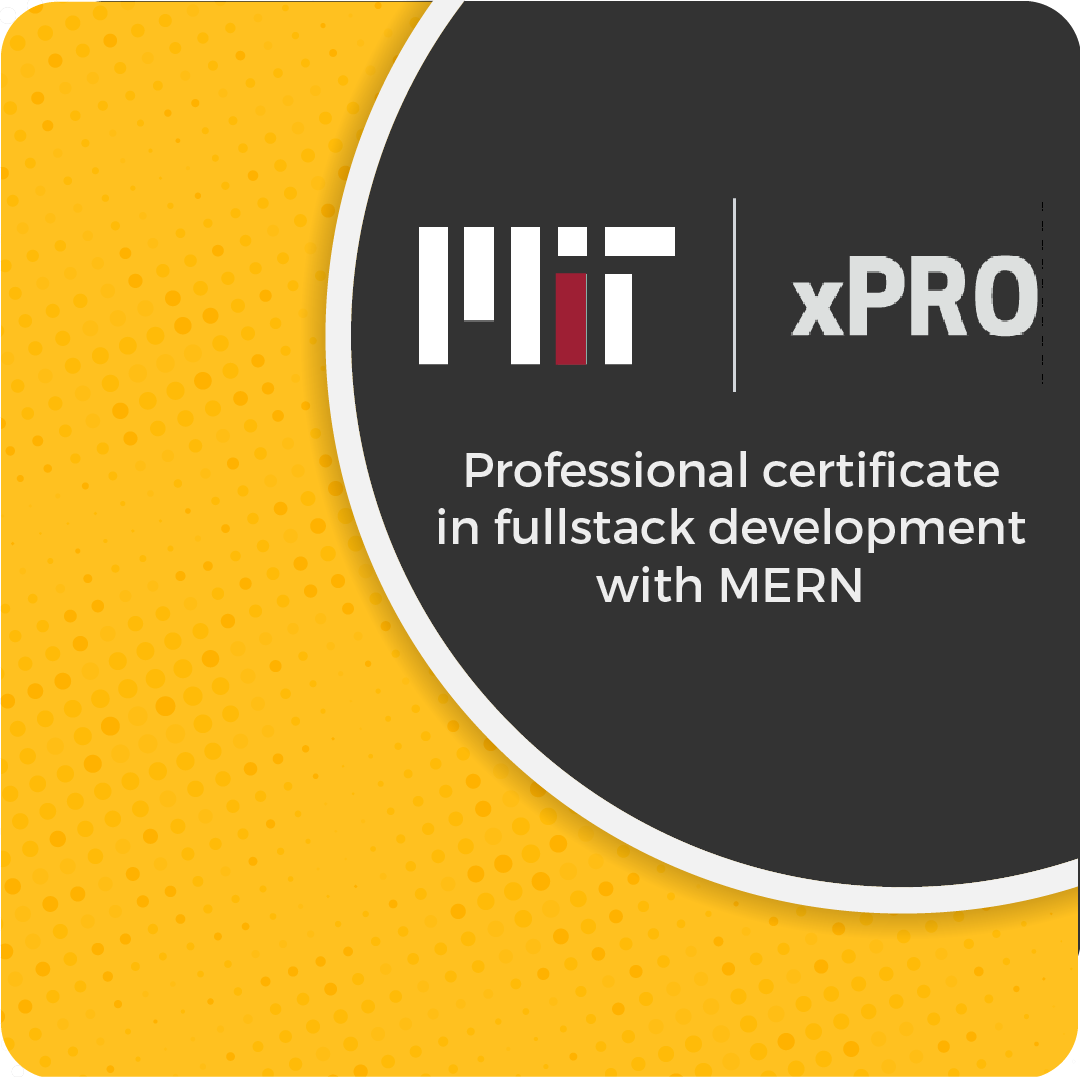 MiT xPRO
Professional certificate
in fullstack development
with MERN